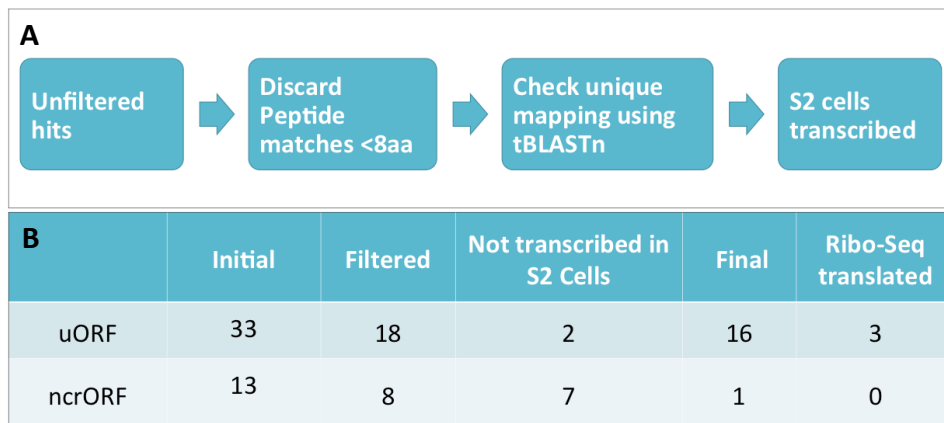 A
Unfiltered
hits
Discard
Peptide
matches <8aa
Check unique
mapping using
tBLASTn
S2 cells
transcribed
B
Initial
Filtered
Not transcribed in
S2 Cells
Final
Ribo-Seq
translated
uORF 33 18 2 16 3
ncrORF 13 8 7 1 0